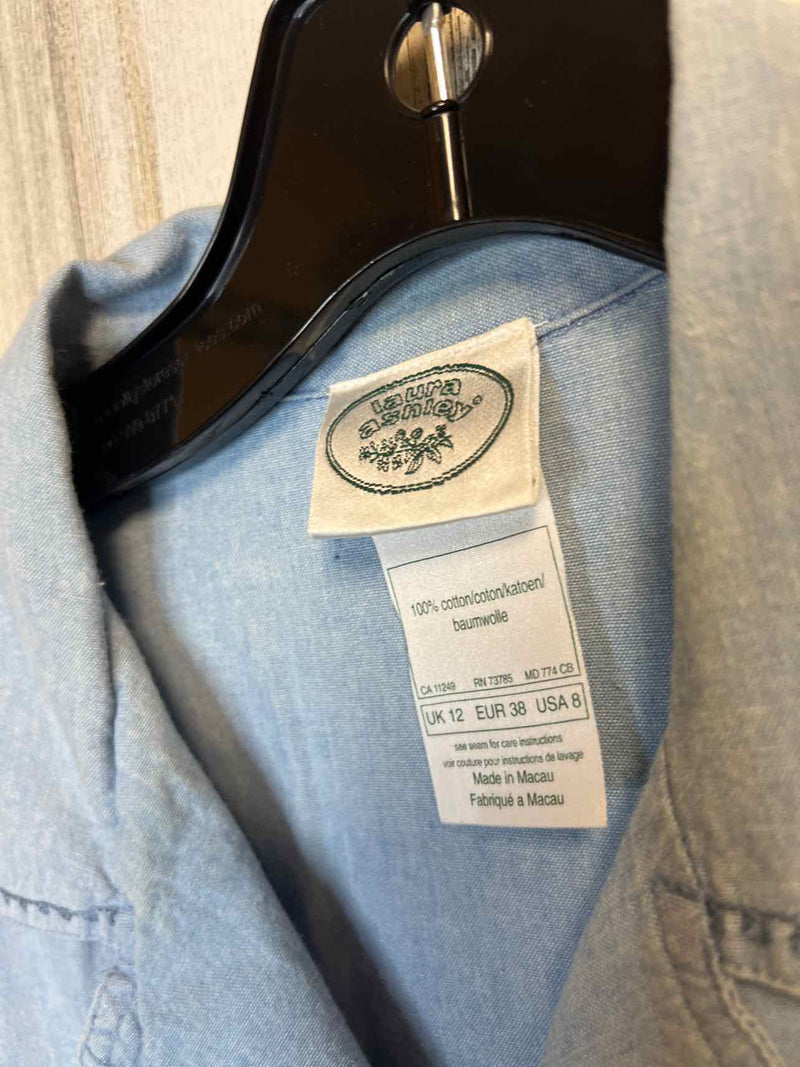 laura
ashley®
100% cotton/coton/katoen/
baumwolle
CA 11249 RN 73785 MD 774 CB
UK 12 EUR 38 USA 8
see seam for care instructions
voir couture pour instructions de lavage
Made in Macau
Fabriqué a Macau